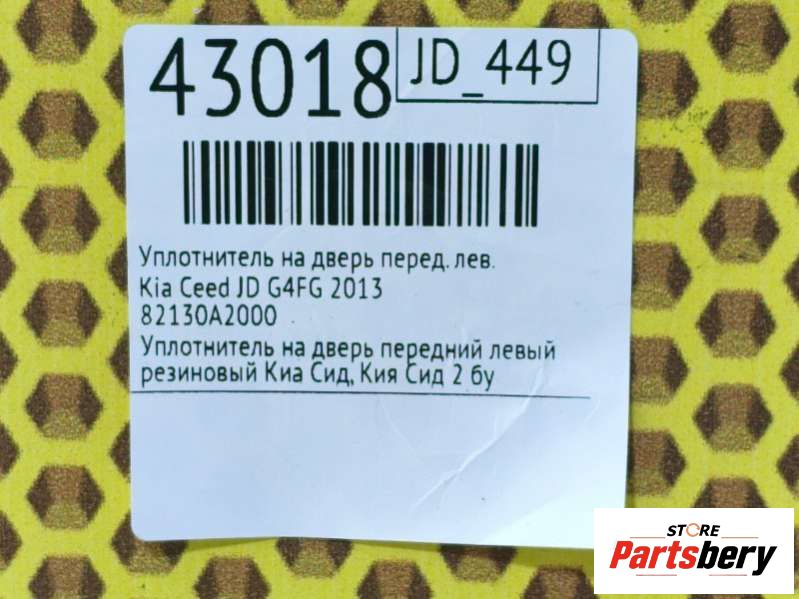 43018
JD_449
Уплотнитель на дверь перед. лев.
Kia Ceed JD G4FG 2013
82130A2000
Уплотнитель на дверь передний левый
резиновый Киа Сид, Кия Сид 2 бу
STORE
Partsbery